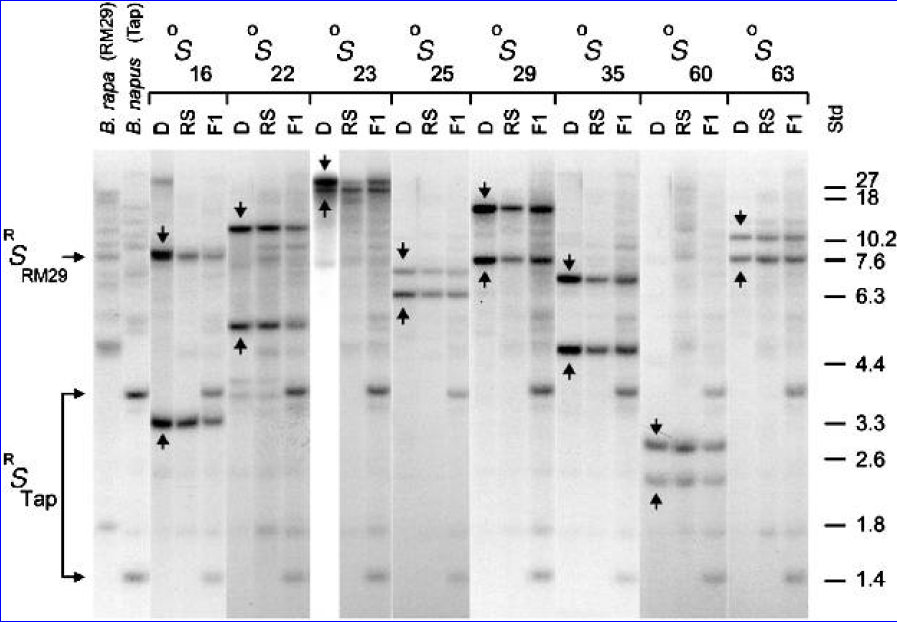 B. rapa (RM29)
B. napus (Tap)
o S 16
o S 22
o S 23
o S 25
o S 29
o S 35
o S 60
o S 63
D RS F1 D RS F1 D RS F1 D RS F1 D RS F1 D RS F1 D RS F1 D RS F1
Std
R S RM29
R S Tap
27
18
10.2
7.6
6.3
4.4
3.3
2.6
1.8
1.4